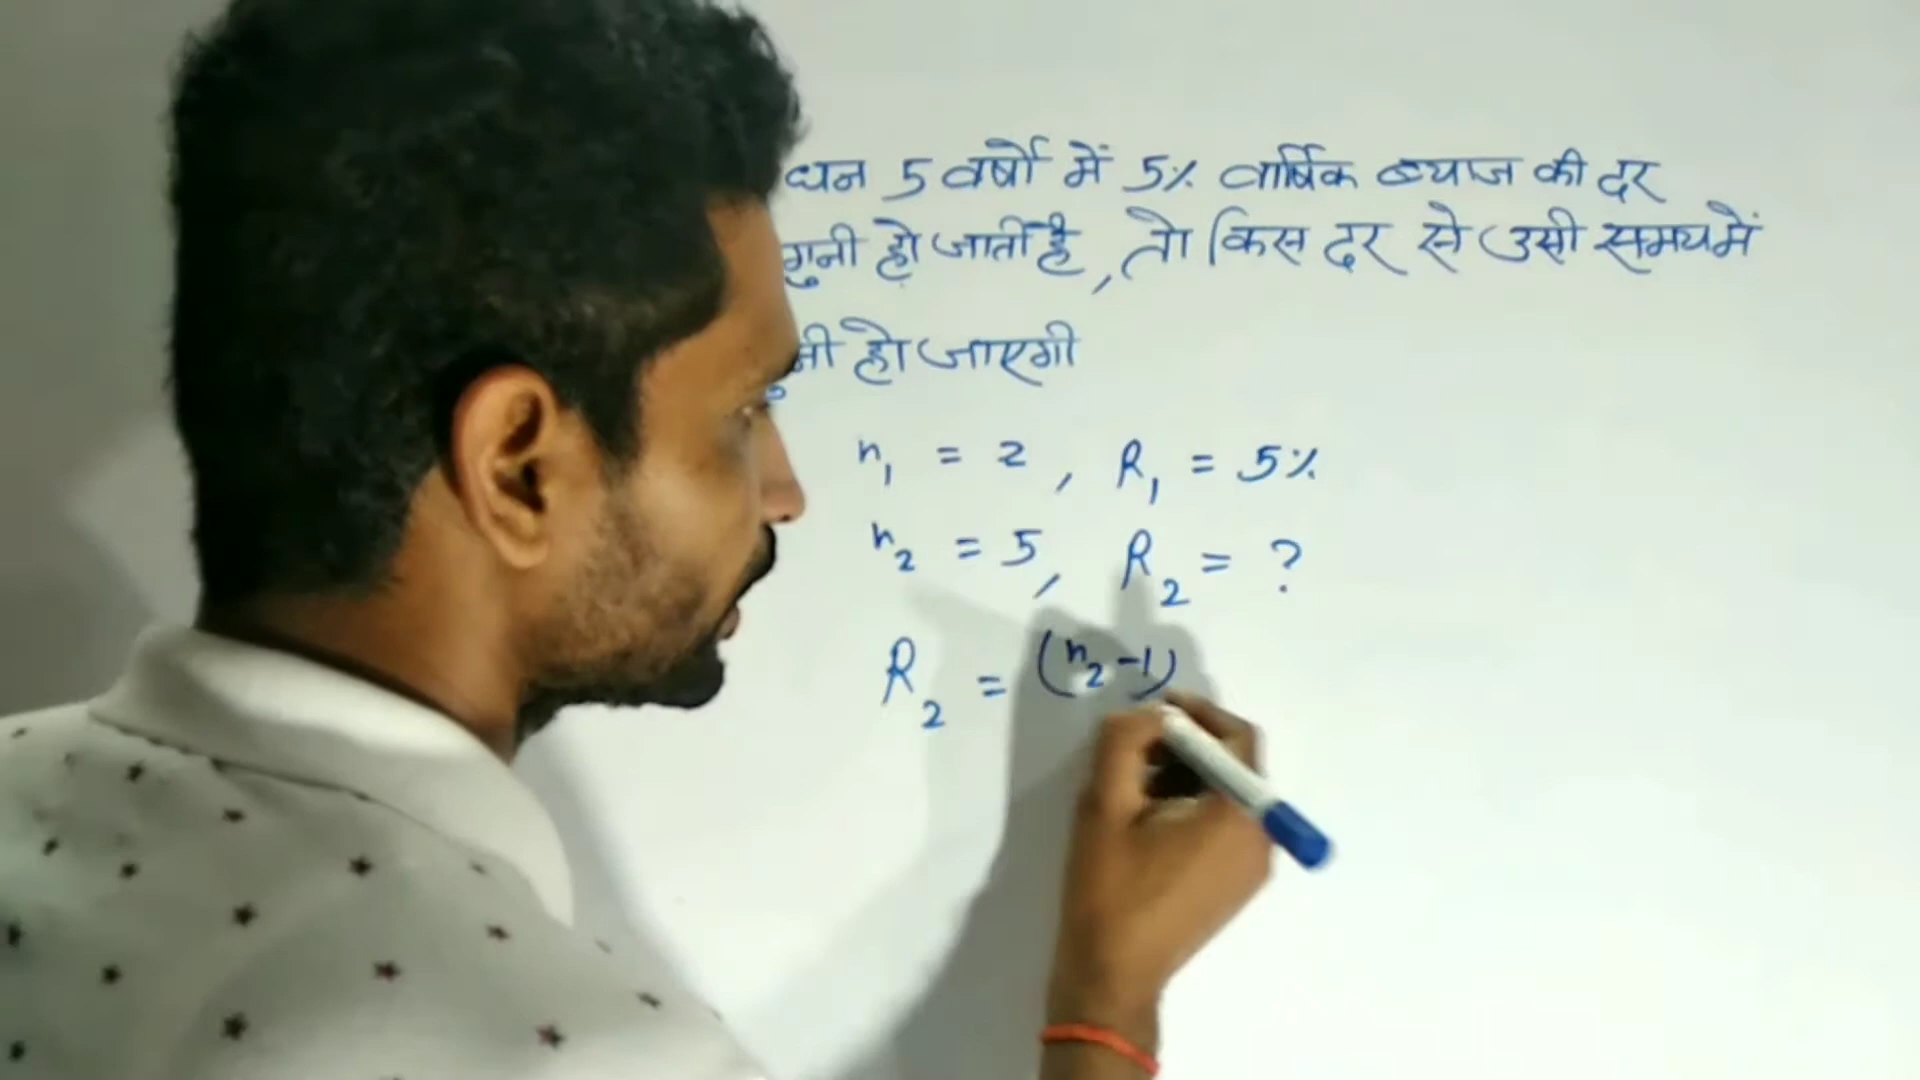 धन 5 वर्षों में 5% वार्षिक ब्याज की दर
गुनी हो जाती है, तो किस दर से उसी समय में
हो जाएगी
n₁ = 2, R₁ = 5%
n₂ = 5, R₂ = ?
R₂ = (n₂-1)